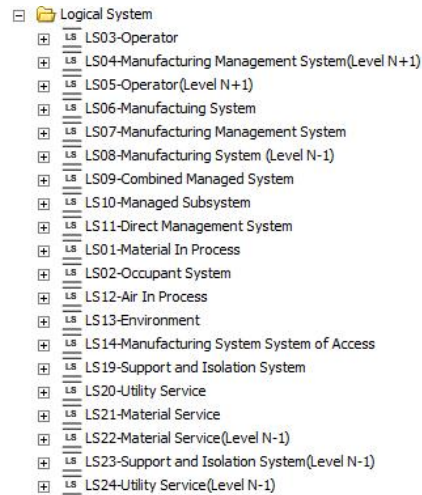 Logical System
LS LS03-Operator
LS LS04-Manufacturing Management System(Level N+1)
LS LS05-Operator(Level N+1)
LS LS06-Manufactuing System
LS LS07-Manufacturing Management System
LS LS08-Manufacturing System (Level N-1)
LS LS09-Combined Managed System
LS LS10-Managed Subsystem
LS LS11-Direct Management System
LS LS01-Material In Process
LS LS02-Occupant System
LS LS12-Air In Process
LS LS13-Environment
LS LS14-Manufacturing System System of Access
LS LS19-Support and Isolation System
LS LS20-Utility Service
LS LS21-Material Service
LS LS22-Material Service(Level N-1)
LS LS23-Support and Isolation System(Level N-1)
LS LS24-Utility Service(Level N-1)